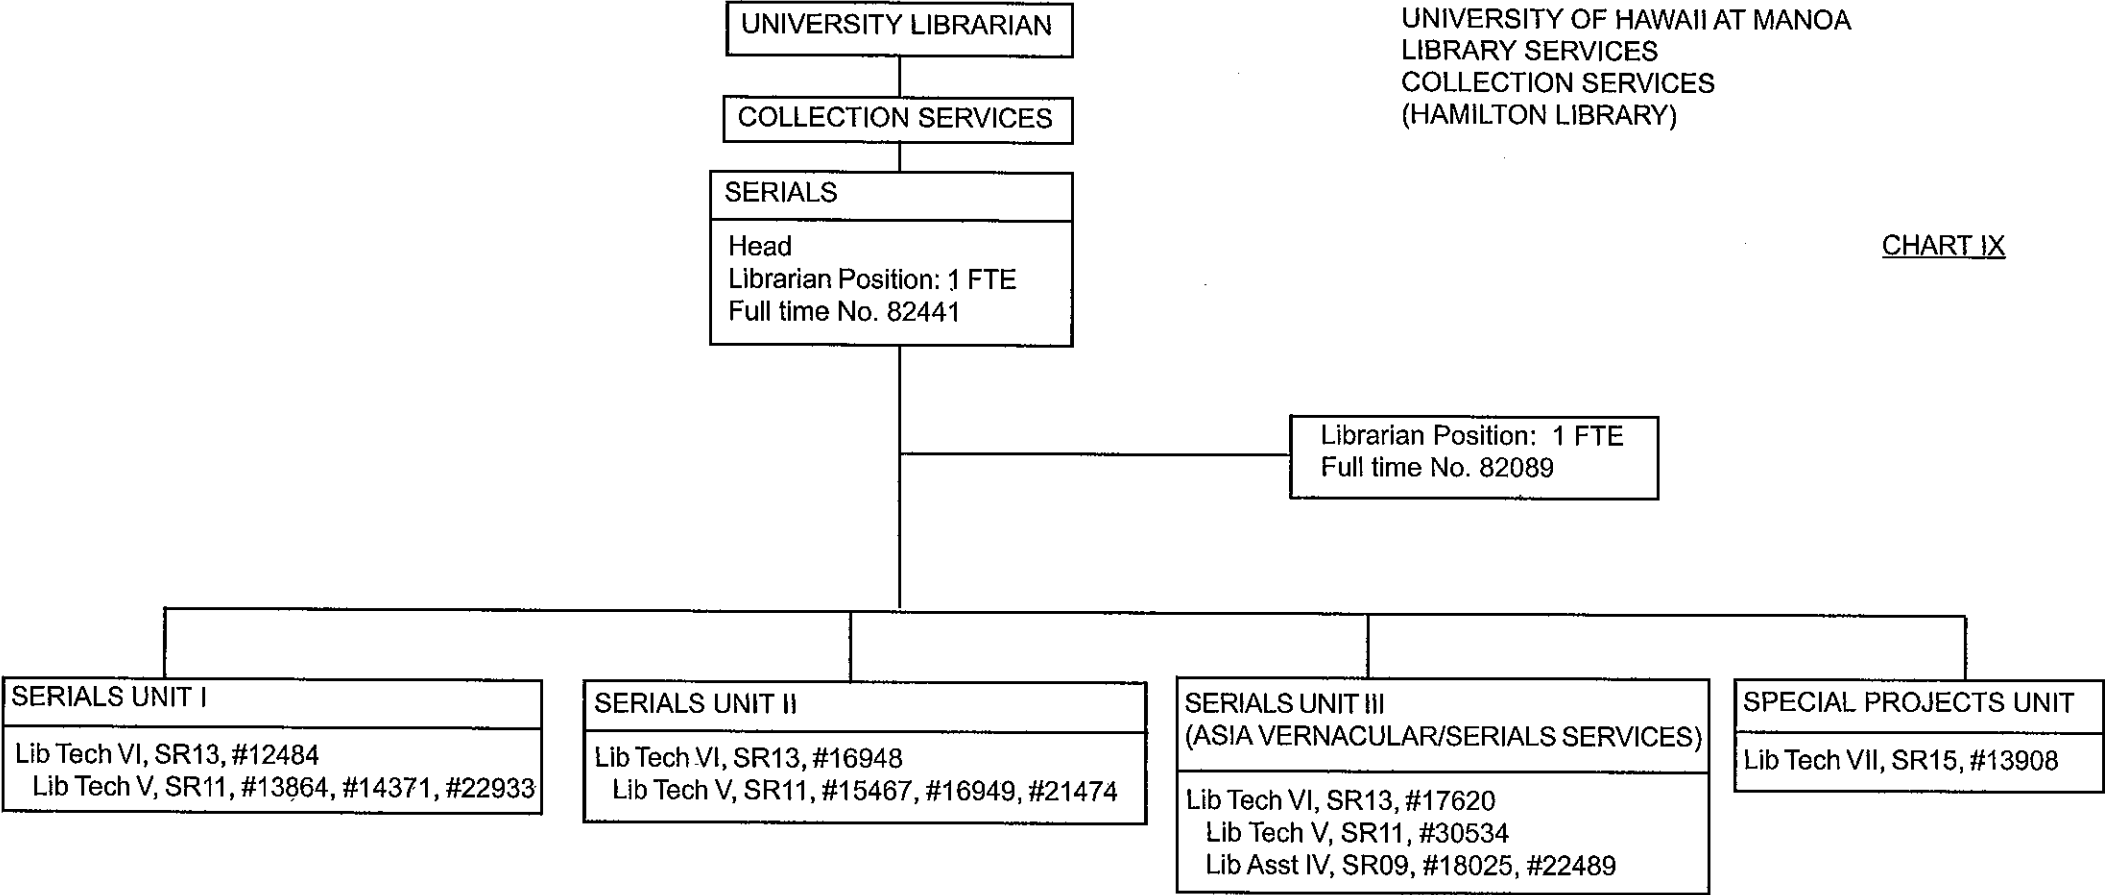 UNIVERSITY LIBRARIAN
COLLECTION SERVICES
SERIALS
Head
Librarian Position: 1 FTE
Full time No. 82441
UNIVERSITY OF HAWAII AT MANOA
LIBRARY SERVICES
COLLECTION SERVICES
(HAMILTON LIBRARY)
CHART IX
Librarian Position: 1 FTE
Full time No. 82089
SERIALS UNIT I
Lib Tech VI, SR13, #12484
Lib Tech V, SR11, #13864, #14371, #22933
SERIALS UNIT II
Lib Tech VI, SR13, #16948
Lib Tech V, SR11, #15467, #16949, #21474
SERIALS UNIT III
(ASIA VERNACULAR/SERIALS SERVICES)
Lib Tech VI, SR13, #17620
Lib Tech V, SR11, #30534
Lib Asst IV, SR09, #18025, #22489
SPECIAL PROJECTS UNIT
Lib Tech VII, SR15, #13908